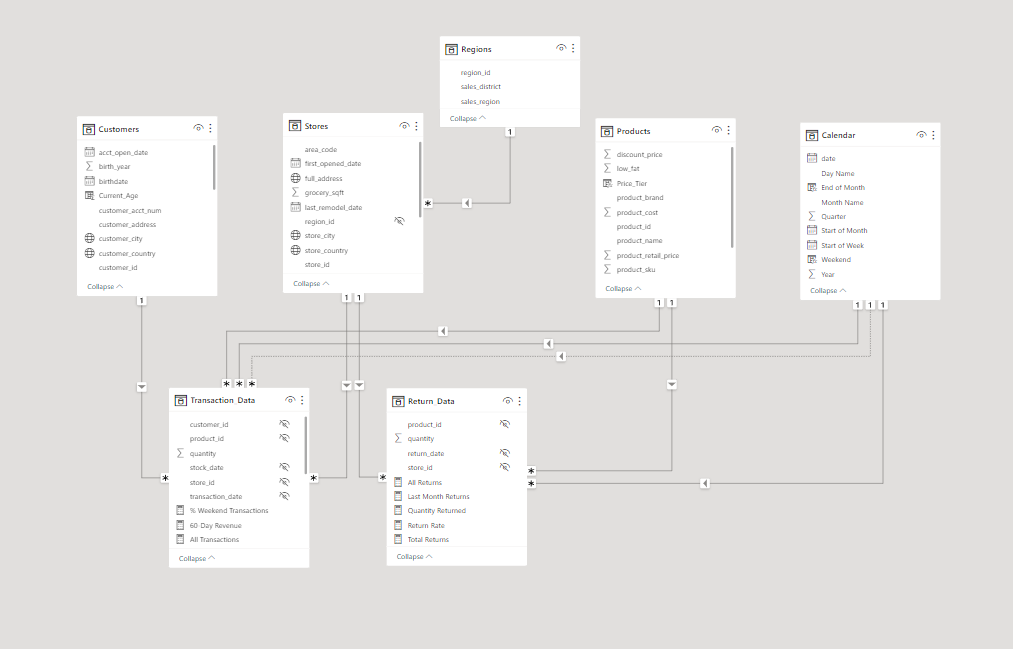 Regions
region_id
sales_district
sales_region
Collapse
1
Customers
acct_open_date
birth_year
birthdate
Current_Age
customer_acct_num
customer_address
customer_city
customer_country
customer_id
Collapse
1
Stores
area_code
first_opened_date
full_address
grocery_sqft
last_remodel_date
region_id
store_city
store_country
store_id
Collapse
*
1 1
Products
discount_price
low_fat
Price_Tier
product_brand
product_cost
product_id
product_name
product_retail_price
product_sku
Collapse
1 1
Calendar
date
Day Name
End of Month
Month Name
Quarter
Start of Month
Start of Week
Weekend
Year
Collapse
1 1 1
* * *
Transaction_Data
customer_id
product_id
quantity
stock_date
store_id
transaction_date
% Weekend Transactions
60-Day Revenue
All Transactions
Collapse
* *
Return_Data
product_id
quantity
return_date
store_id
All Returns
Last Month Returns
Quantity Returned
Return Rate
Total Returns
Collapse
*
*
*